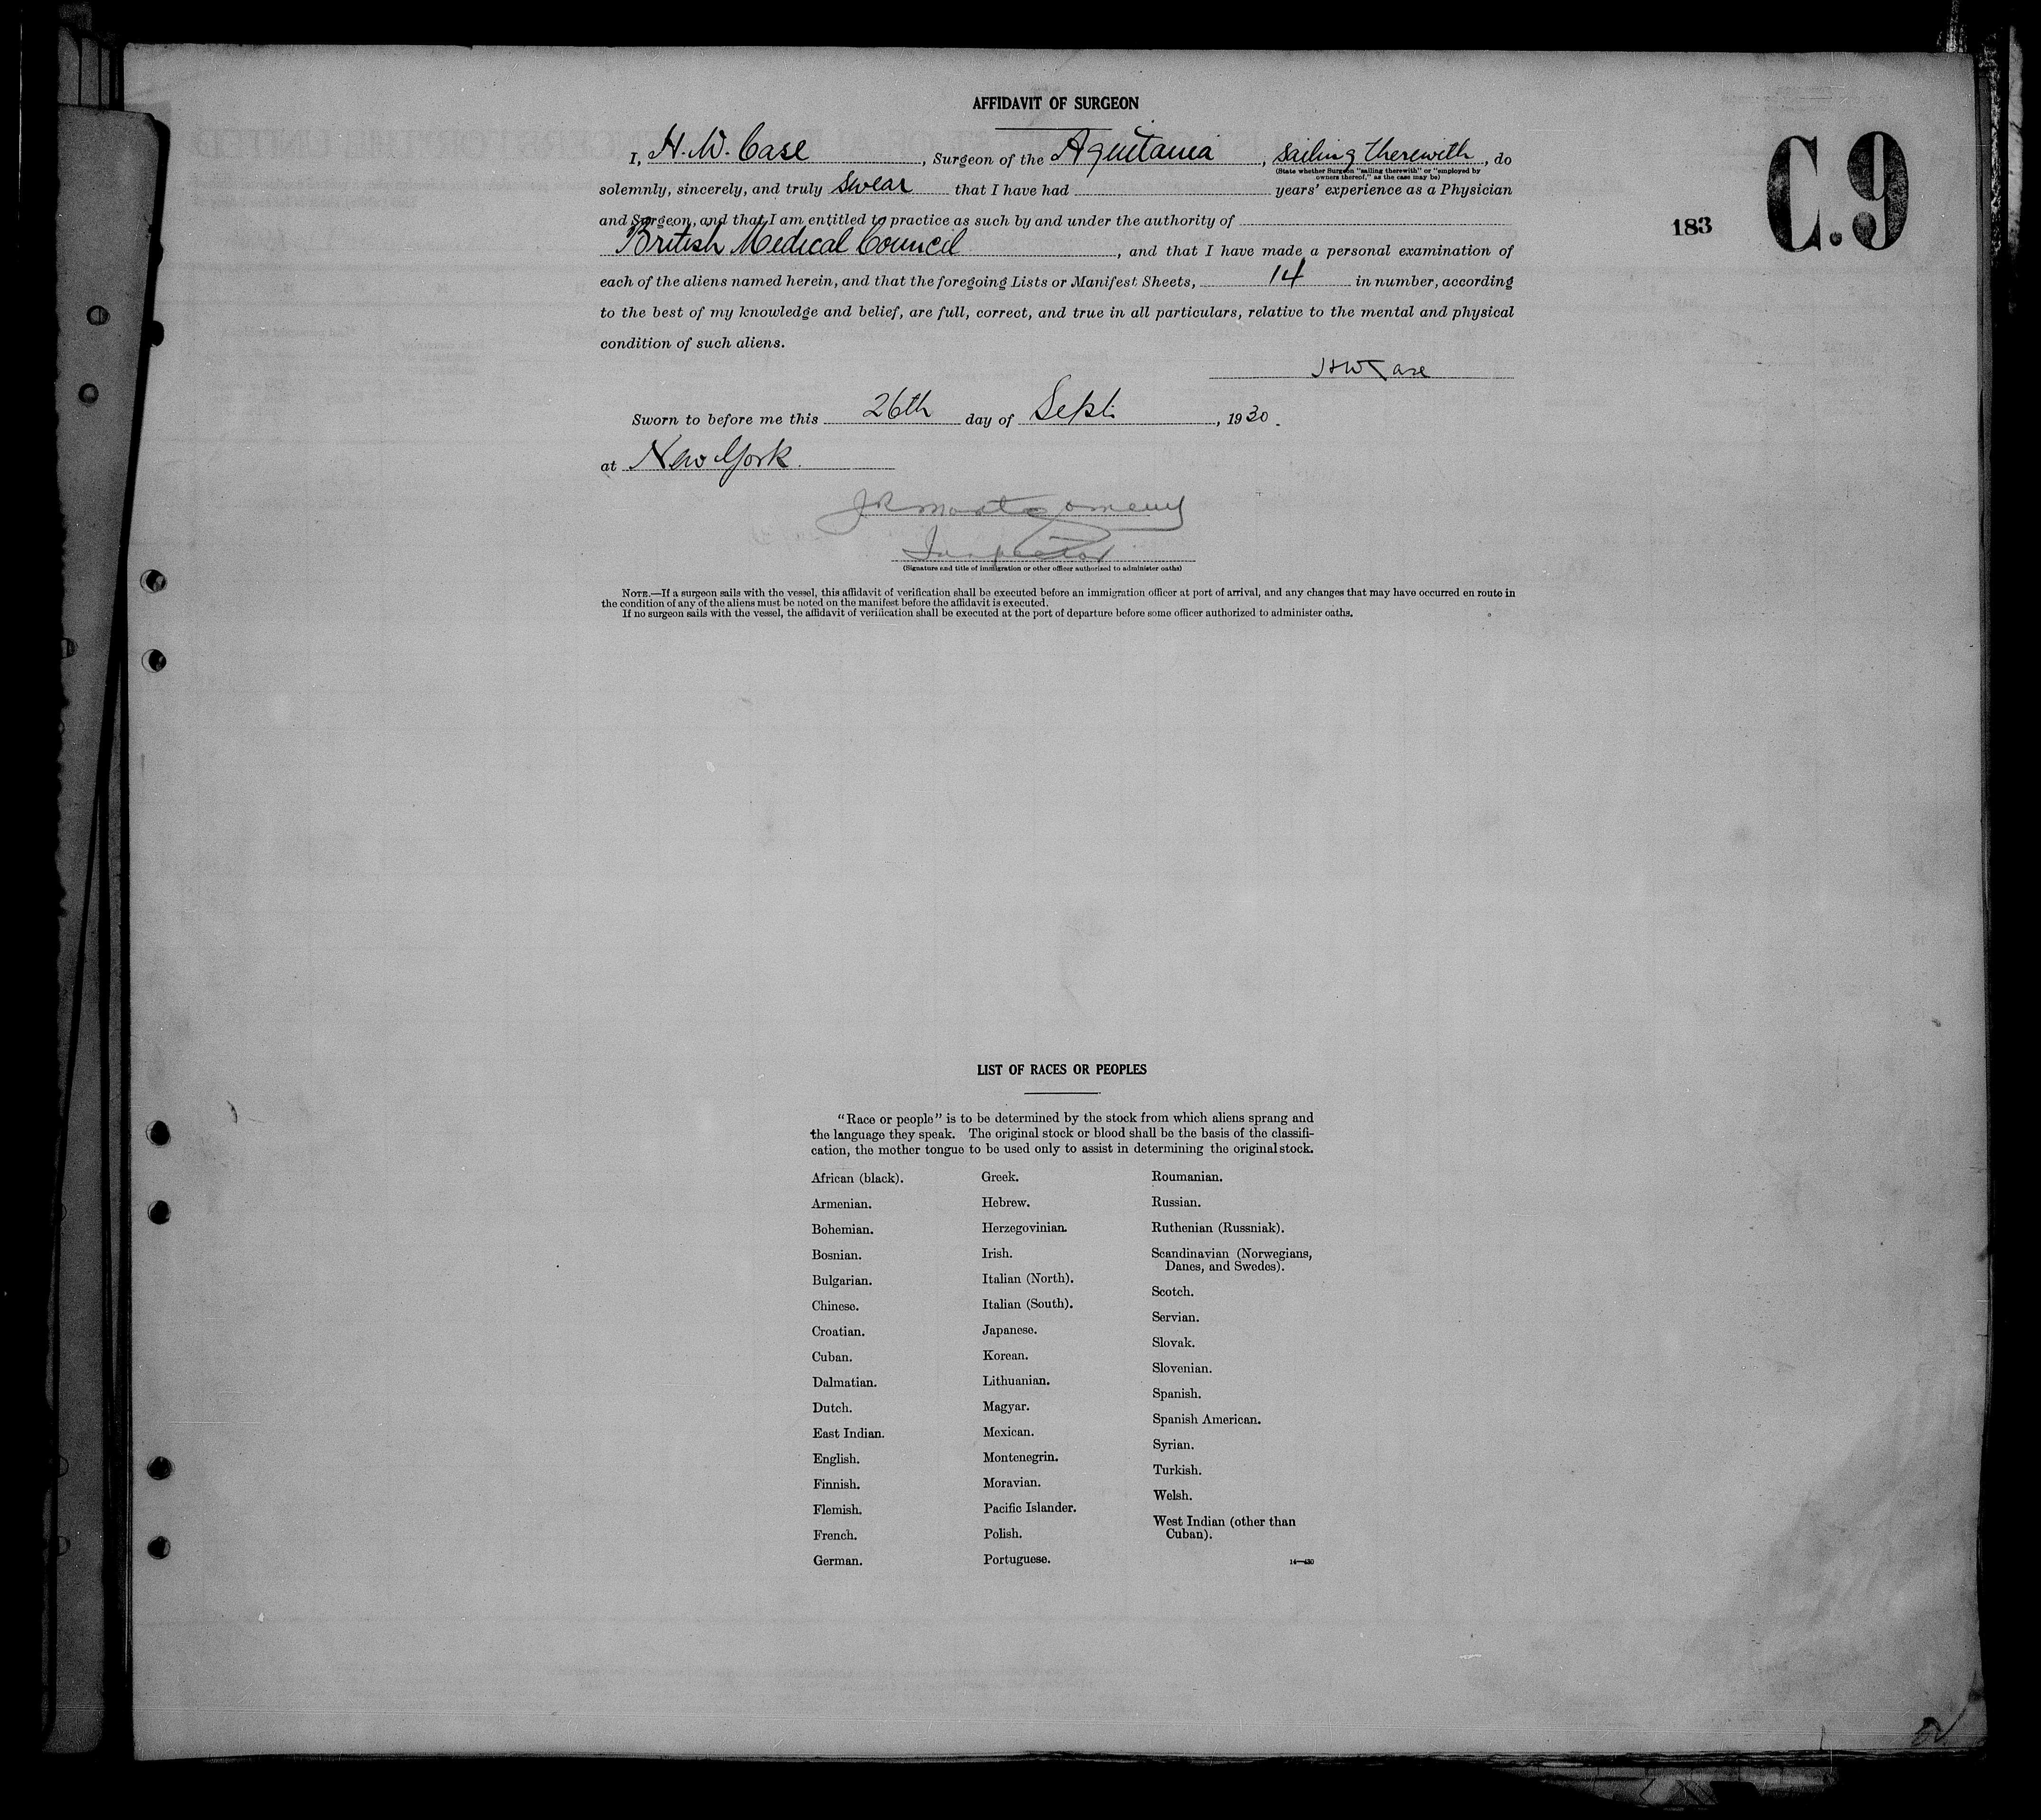 AFFIDAVIT OF SURGEON
I, H. W. Case, Surgeon of the Aquitania, sailing therewith, do
(State whether Surgeon "sailing therewith" or "employed by
owners thereof," as the case may be)
solemnly, sincerely, and truly swear that I have had years' experience as a Physician
and Surgeon, and that I am entitled to practice as such by and under the authority of
British Medical Council, and that I have made a personal examination of
each of the aliens named herein, and that the foregoing Lists or Manifest Sheets, 14 in number, according
to the best of my knowledge and belief, are full, correct, and true in all particulars, relative to the mental and physical
condition of such aliens.
H W Case
Sworn to before me this 26th day of Sept., 1930.
at New York.
J R Montgomery
Inspector
(Signature and title of immigration or other officer authorized to administer oaths)
NOTE.—If a surgeon sails with the vessel, this affidavit of verification shall be executed before an immigration officer at port of arrival, and any changes that may have occurred en route in
the condition of any of the aliens must be noted on the manifest before the affidavit is executed.
If no surgeon sails with the vessel, the affidavit of verification shall be executed at the port of departure before some officer authorized to administer oaths.
183
C.9
LIST OF RACES OR PEOPLES
"Race or people" is to be determined by the stock from which aliens sprang and
the language they speak. The original stock or blood shall be the basis of the classifi-
cation, the mother tongue to be used only to assist in determining the original stock.
African (black).
Armenian.
Bohemian.
Bosnian.
Bulgarian.
Chinese.
Croatian.
Cuban.
Dalmatian.
Dutch.
East Indian.
English.
Finnish.
Flemish.
French.
German.
Greek.
Hebrew.
Herzegovinian.
Irish.
Italian (North).
Italian (South).
Japanese.
Korean.
Lithuanian.
Magyar.
Mexican.
Montenegrin.
Moravian.
Pacific Islander.
Polish.
Portuguese.
Roumanian.
Russian.
Ruthenian (Russniak).
Scandinavian (Norwegians,
Danes, and Swedes).
Scotch.
Servian.
Slovak.
Slovenian.
Spanish.
Spanish American.
Syrian.
Turkish.
Welsh.
West Indian (other than
Cuban).
14—430